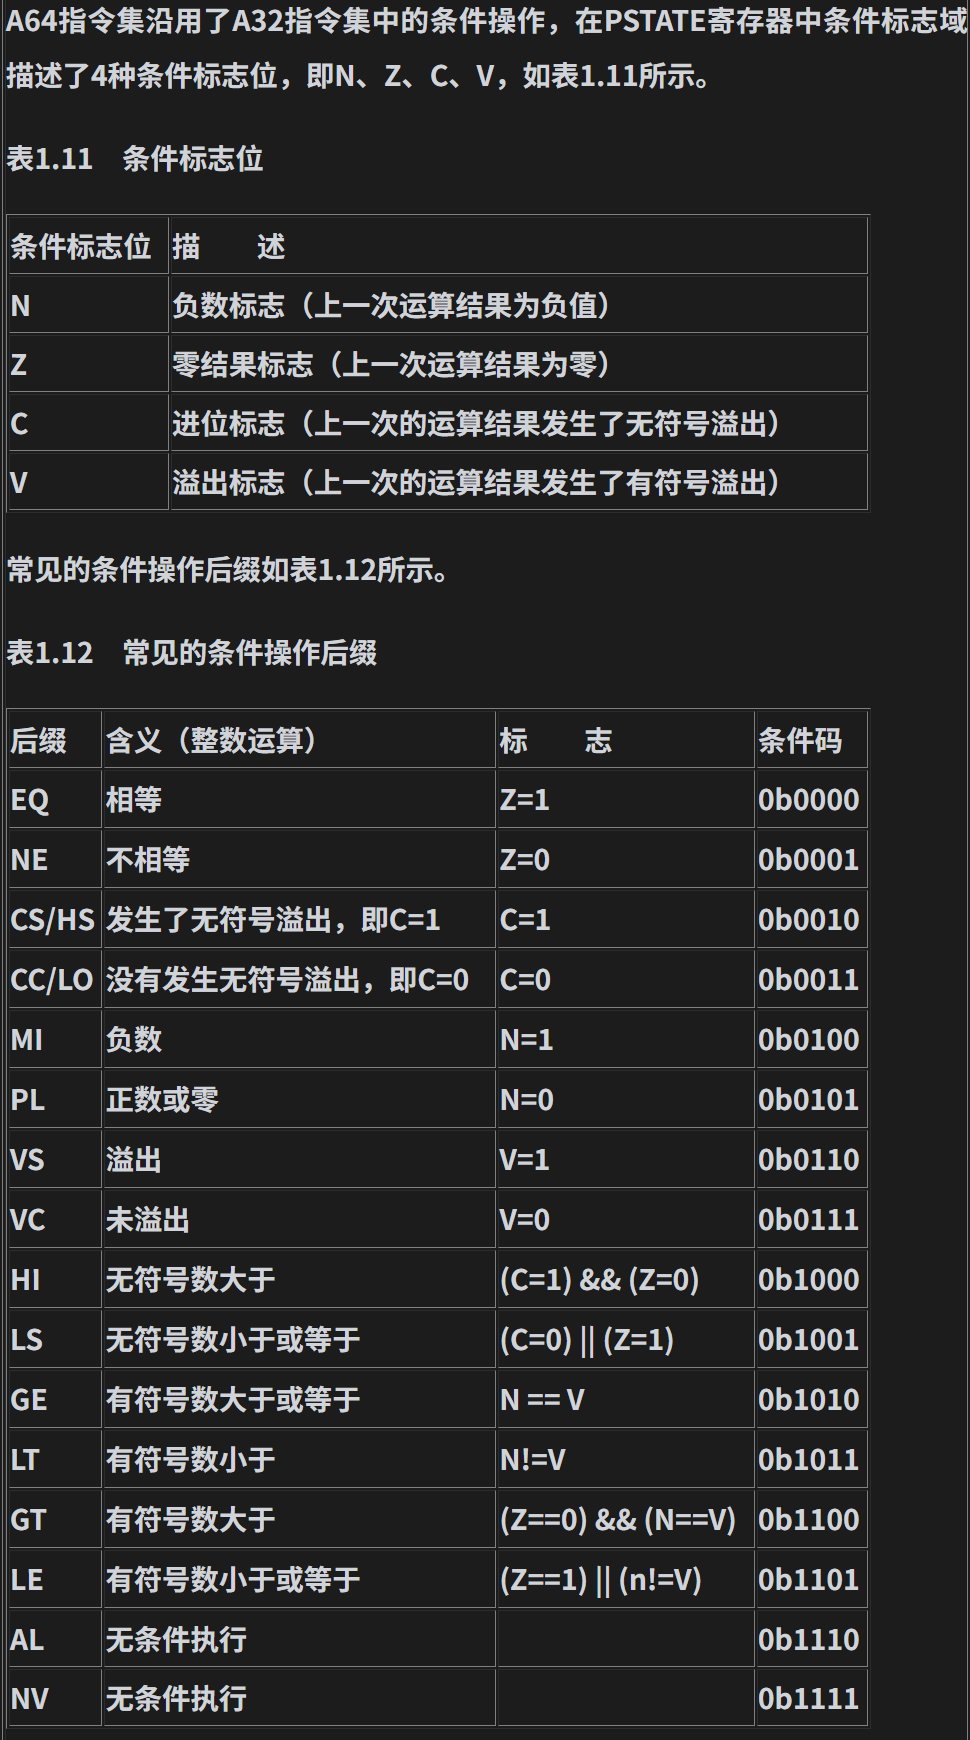 A64指令集沿用了A32指令集中的条件操作，在PSTATE寄存器中条件标志域
描述了4种条件标志位，即N、Z、C、V，如表1.11所示。
表1.11 条件标志位
条件标志位 描 述
N 负数标志（上一次运算结果为负值）
Z 零结果标志（上一次运算结果为零）
C 进位标志（上一次的运算结果发生了无符号溢出）
V 溢出标志（上一次的运算结果发生了有符号溢出）
常见的条件操作后缀如表1.12所示。
表1.12 常见的条件操作后缀
后缀 含义（整数运算） 标 志 条件码
EQ 相等 Z=1 0b0000
NE 不相等 Z=0 0b0001
CS/HS 发生了无符号溢出，即C=1 C=1 0b0010
CC/LO 没有发生无符号溢出，即C=0 C=0 0b0011
MI 负数 N=1 0b0100
PL 正数或零 N=0 0b0101
VS 溢出 V=1 0b0110
VC 未溢出 V=0 0b0111
HI 无符号数大于 (C=1) && (Z=0) 0b1000
LS 无符号数小于或等于 (C=0) || (Z=1) 0b1001
GE 有符号数大于或等于 N == V 0b1010
LT 有符号数小于 N!=V 0b1011
GT 有符号数大于 (Z==0) && (N==V) 0b1100
LE 有符号数小于或等于 (Z==1) || (n!=V) 0b1101
AL 无条件执行 0b1110
NV 无条件执行 0b1111